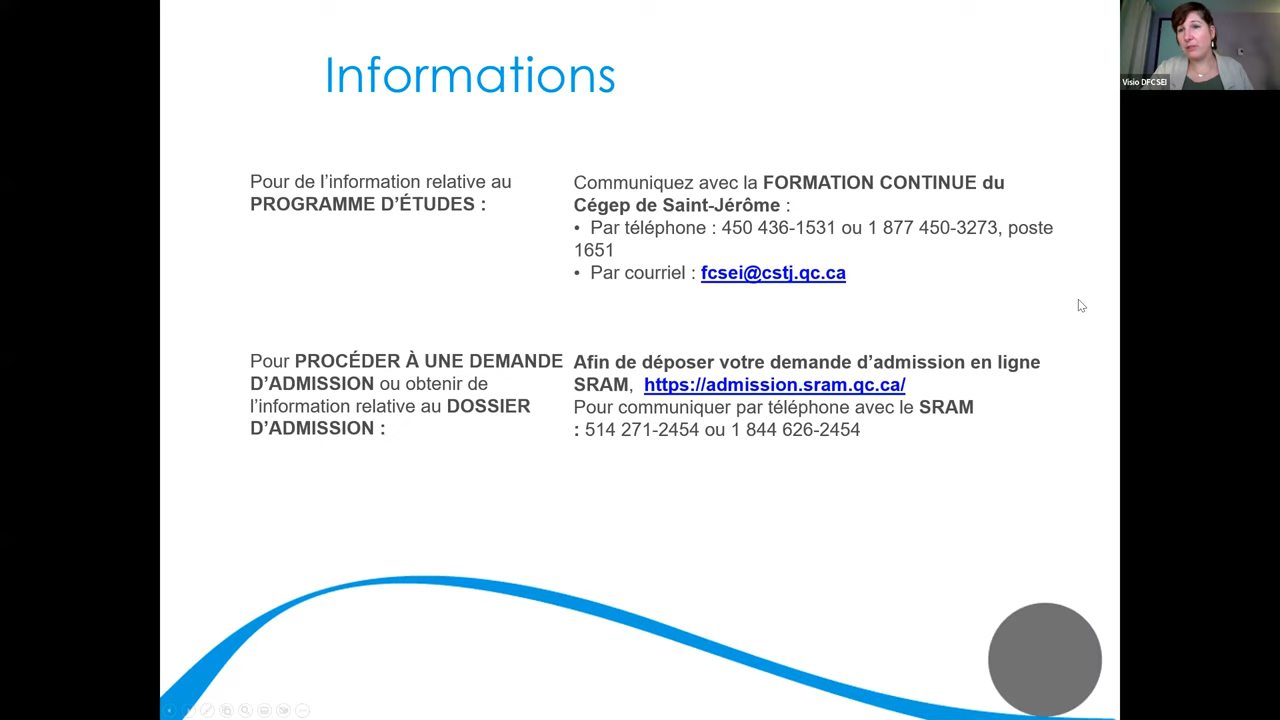 Informations
Visio DFCSEI
Pour de l’information relative au
PROGRAMME D’ÉTUDES :
Communiquez avec la FORMATION CONTINUE du
Cégep de Saint-Jérôme :
• Par téléphone : 450 436-1531 ou 1 877 450-3273, poste
1651
• Par courriel : fcsei@cstj.qc.ca
Pour PROCÉDER À UNE DEMANDE
D’ADMISSION ou obtenir de
l’information relative au DOSSIER
D’ADMISSION :
Afin de déposer votre demande d’admission en ligne
SRAM, https://admission.sram.qc.ca/
Pour communiquer par téléphone avec le SRAM
: 514 271-2454 ou 1 844 626-2454